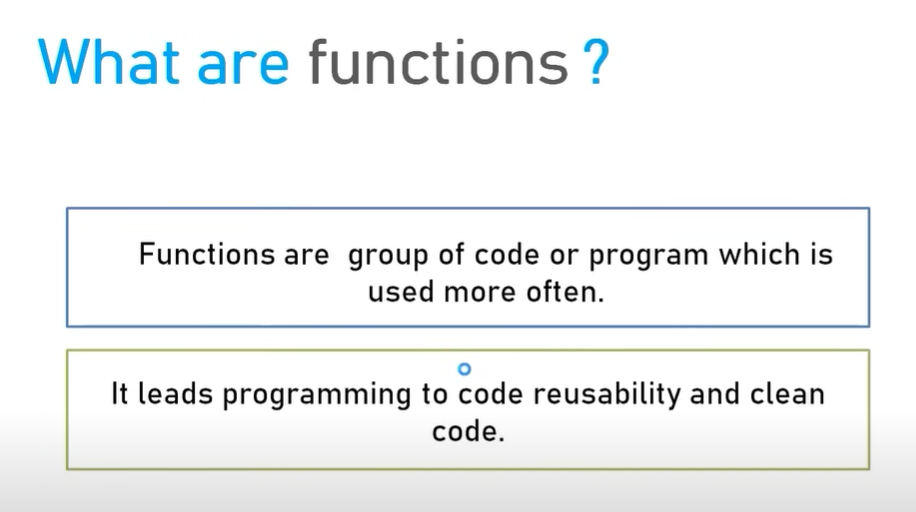 What are functions ?
Functions are group of code or program which is
used more often.
It leads programming to code reusability and clean
code.